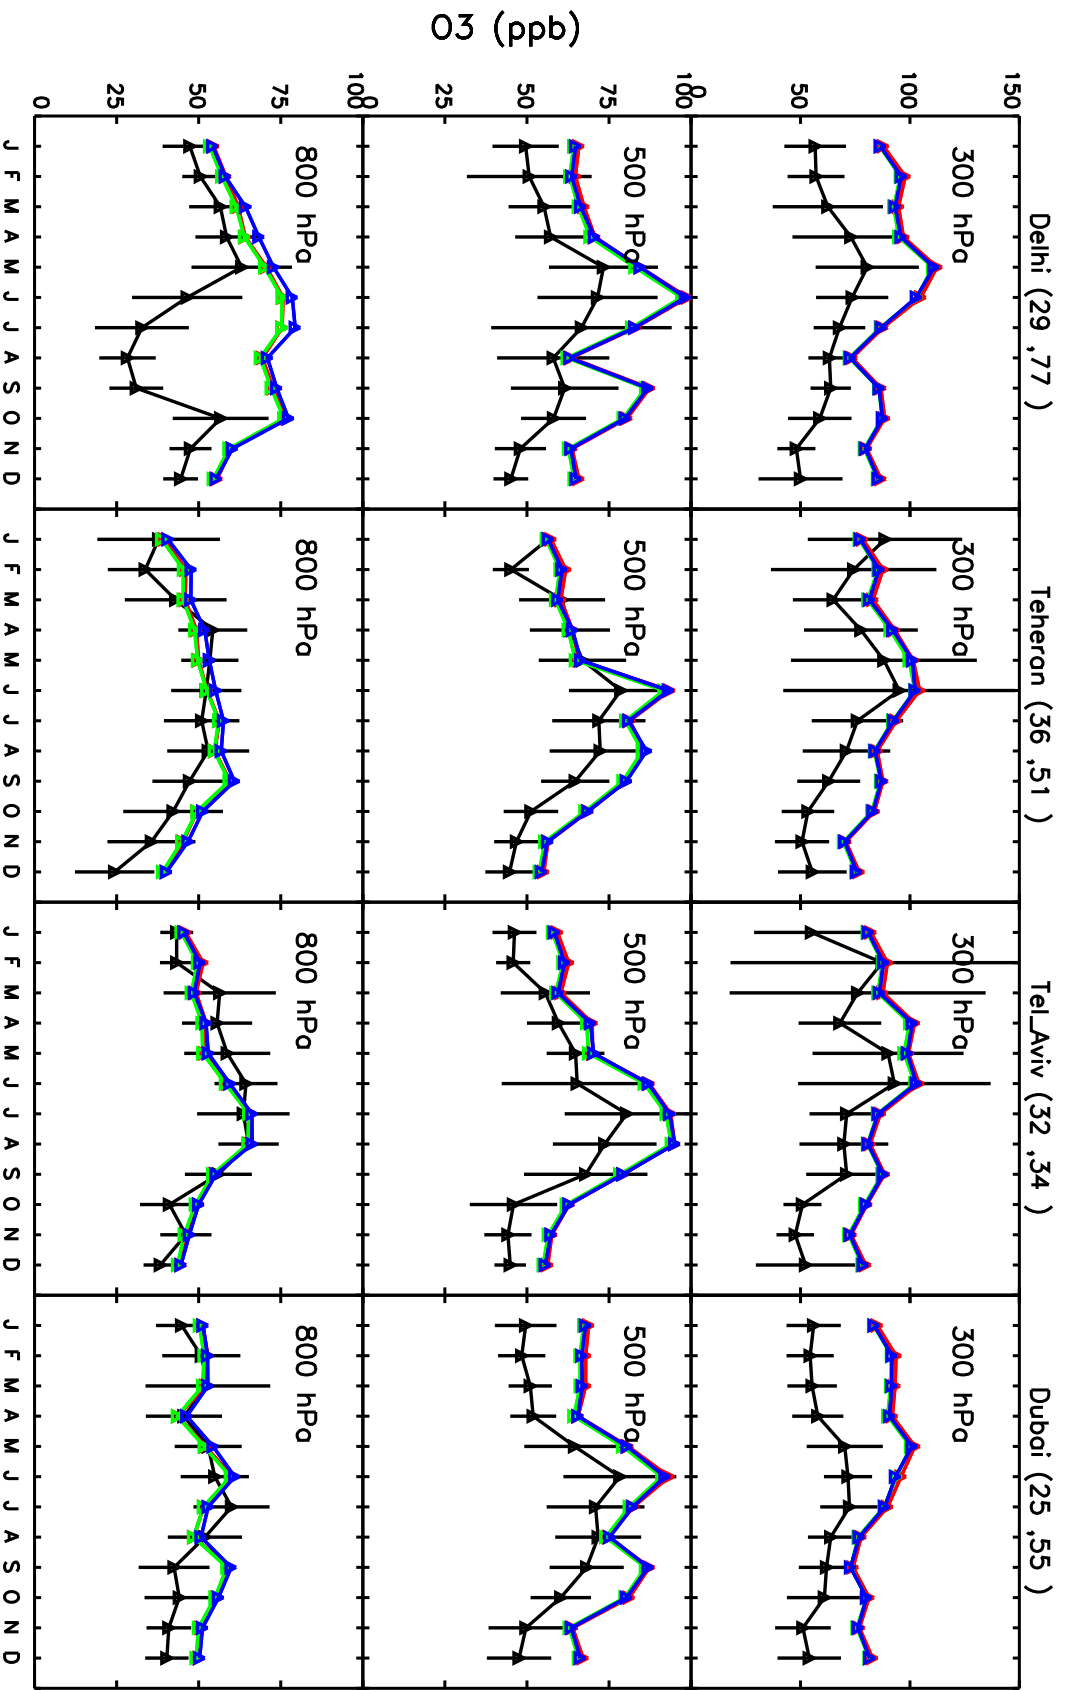 Delhi (29 ,77 ) Teheran (36 ,51 ) Tel_Aviv (32 ,34 ) Dubai (25 ,55 )
150
300 hPa 300 hPa 300 hPa 300 hPa
100
50
0
100
500 hPa 500 hPa 500 hPa 500 hPa
75
O3 (ppb)
50
0
100
800 hPa 800 hPa 800 hPa 800 hPa
75
50
25
0
J F M A M J J A S O N D J F M A M J J A S O N D J F M A M J J A S O N D J F M A M J J A S O N D